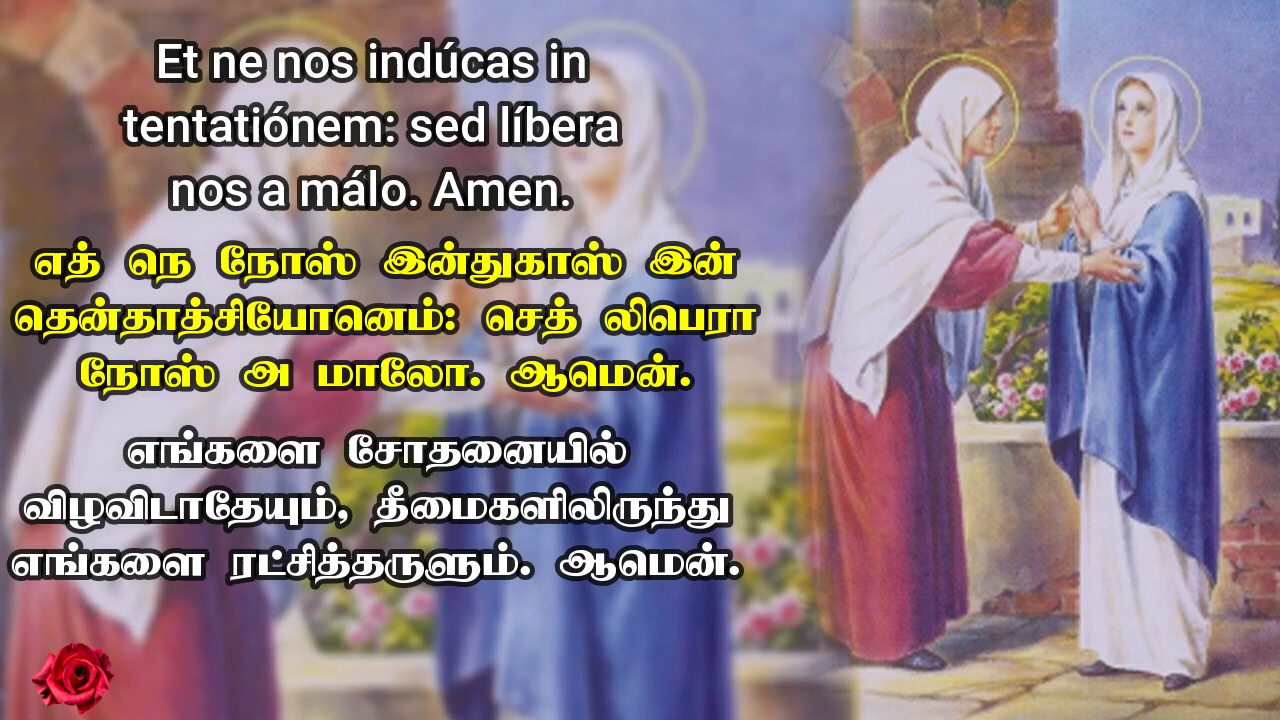 Et ne nos indúcas in
tentatiónem: sed líbera
nos a málo. Amen.
எத் நெ நோஸ் இன்துகாஸ் இன்
தென்தாத்சியோனெம்: செத் லிபெரா
நோஸ் அ மாலோ. ஆமென்.
எங்களை சோதனையில்
விழவிடாதேயும், தீமைகளிலிருந்து
எங்களை ரட்சித்தருளும். ஆமென்.